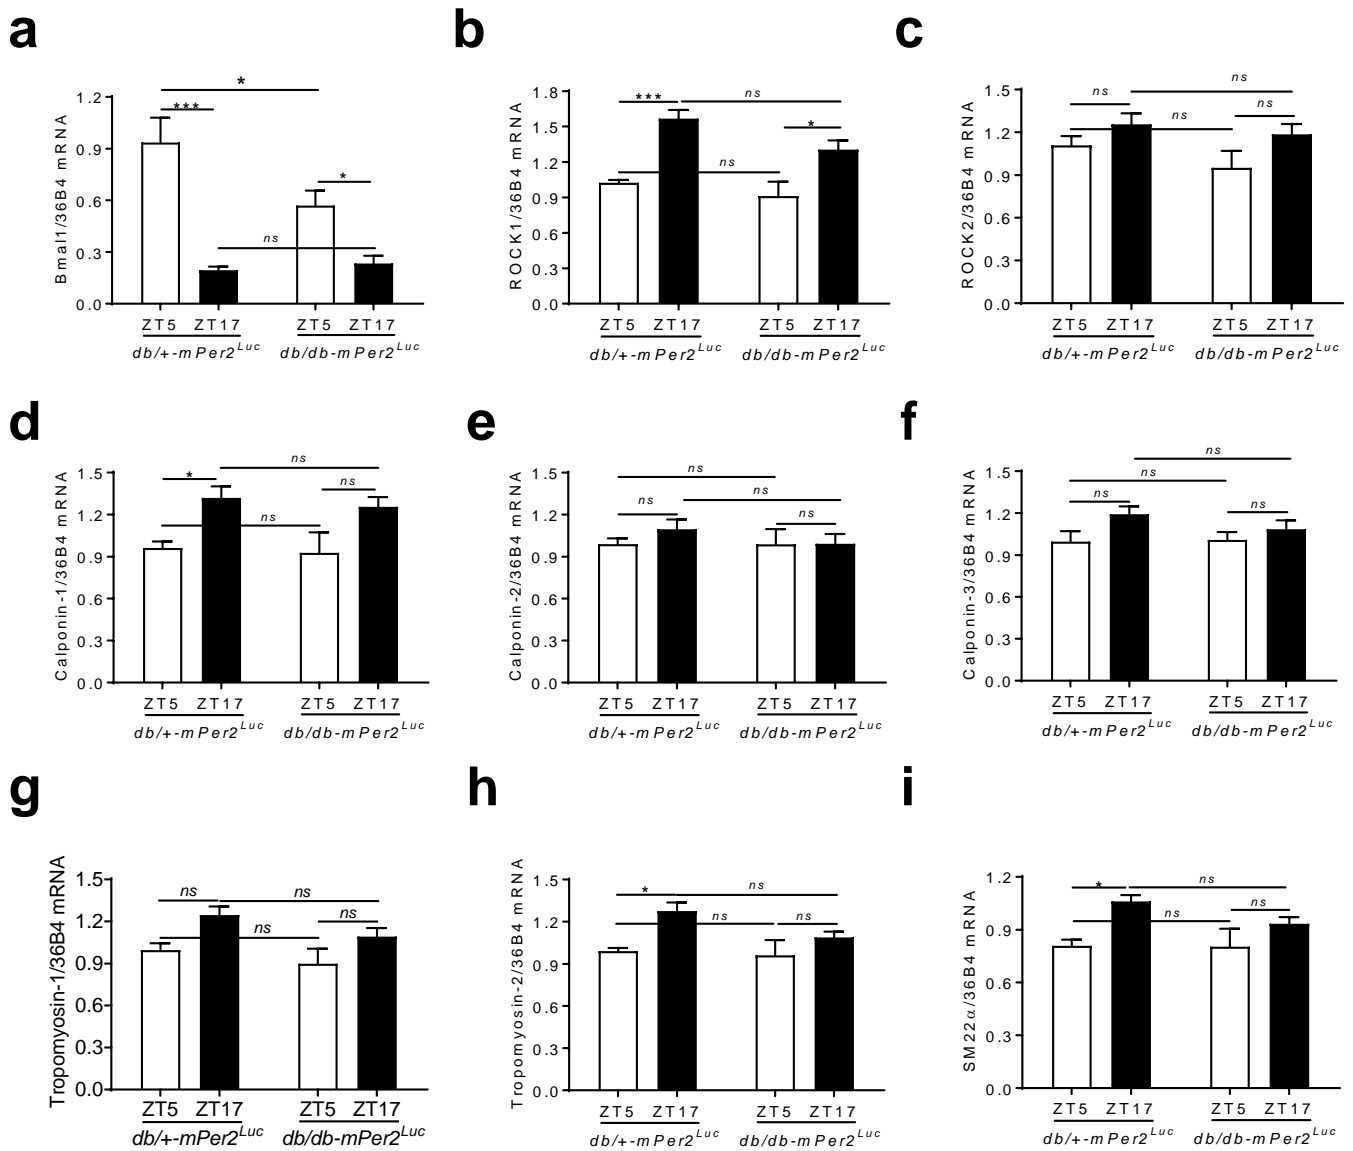 a
*
***
*
ns
Bmal1/36B4 mRNA
1.2
0.9
0.6
0.3
0.0
ZT5 ZT17 ZT5 ZT17
db/+-mPer2Luc db/db-mPer2Luc
b
***
ns
*
ns
ROCK1/36B4 mRNA
1.8
1.5
1.2
0.9
0.6
0.3
0.0
ZT5 ZT17 ZT5 ZT17
db/+-mPer2Luc db/db-mPer2Luc
c
ns
ns
ns
ns
ROCK2/36B4 mRNA
1.5
1.2
0.9
0.6
0.3
0.0
ZT5 ZT17 ZT5 ZT17
db/+-mPer2Luc db/db-mPer2Luc
d
ns
*
ns
ns
Calponin-1/36B4 mRNA
1.5
1.2
0.9
0.6
0.3
0.0
ZT5 ZT17 ZT5 ZT17
db/+-mPer2Luc db/db-mPer2Luc
e
ns
ns
ns
ns
Calponin-2/36B4 mRNA
1.5
1.2
0.9
0.6
0.3
0.0
ZT5 ZT17 ZT5 ZT17
db/+-mPer2Luc db/db-mPer2Luc
f
ns
ns
ns
ns
Calponin-3/36B4 mRNA
1.5
1.2
0.9
0.6
0.3
0.0
ZT5 ZT17 ZT5 ZT17
db/+-mPer2Luc db/db-mPer2Luc
g
ns
ns
ns
ns
Tropomyosin-1/36B4 mRNA
1.5
1.2
0.9
0.6
0.3
0.0
ZT5 ZT17 ZT5 ZT17
db/+-mPer2Luc db/db-mPer2Luc
h
*
ns
ns
ns
Tropomyosin-2/36B4 mRNA
1.5
1.2
0.9
0.6
0.3
0.0
ZT5 ZT17 ZT5 ZT17
db/+-mPer2Luc db/db-mPer2Luc
i
*
ns
ns
ns
SM22α/36B4 mRNA
1.2
0.9
0.6
0.3
0.0
ZT5 ZT17 ZT5 ZT17
db/+-mPer2Luc db/db-mPer2Luc